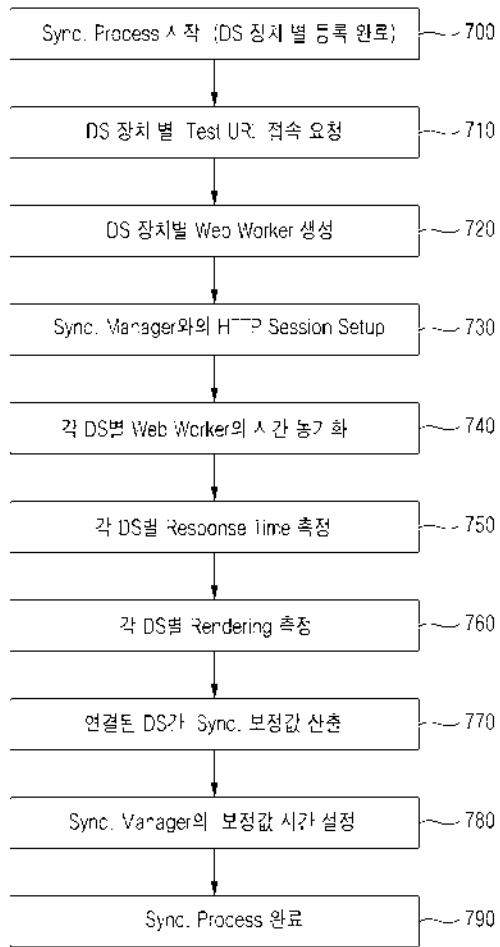 Sync. Process 시작 (DS 장치 별 등록 완료) 700
DS 장치 별 Test URL 접속 요청 710
DS 장치별 Web Worker 생성 720
Sync. Manager와의 HTTP Session Setup 730
각 DS별 Web Worker의 시간 동기화 740
각 DS별 Response Time 측정 750
각 DS별 Rendering 측정 760
연결된 DS간 Sync. 보정값 산출 770
Sync. Manager의 보정값 시간 설정 780
Sync. Process 완료 790